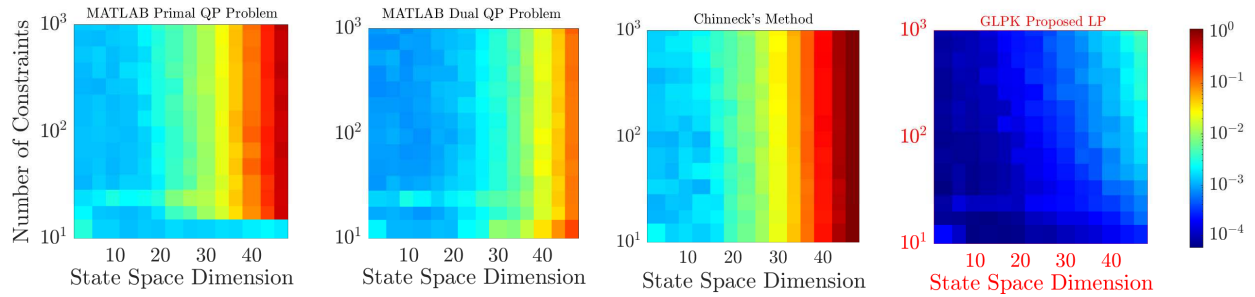 MATLAB Primal QP Problem
MATLAB Dual QP Problem
Chinneck's Method
GLPK Proposed LP
Number of Constraints
10^3
10^2
10^1
10 20 30 40
State Space Dimension
10^3
10^2
10^1
10 20 30 40
State Space Dimension
10^3
10^2
10^1
10 20 30 40
State Space Dimension
10^3
10^2
10^1
10 20 30 40
State Space Dimension
10^0
10^-1
10^-2
10^-3
10^-4